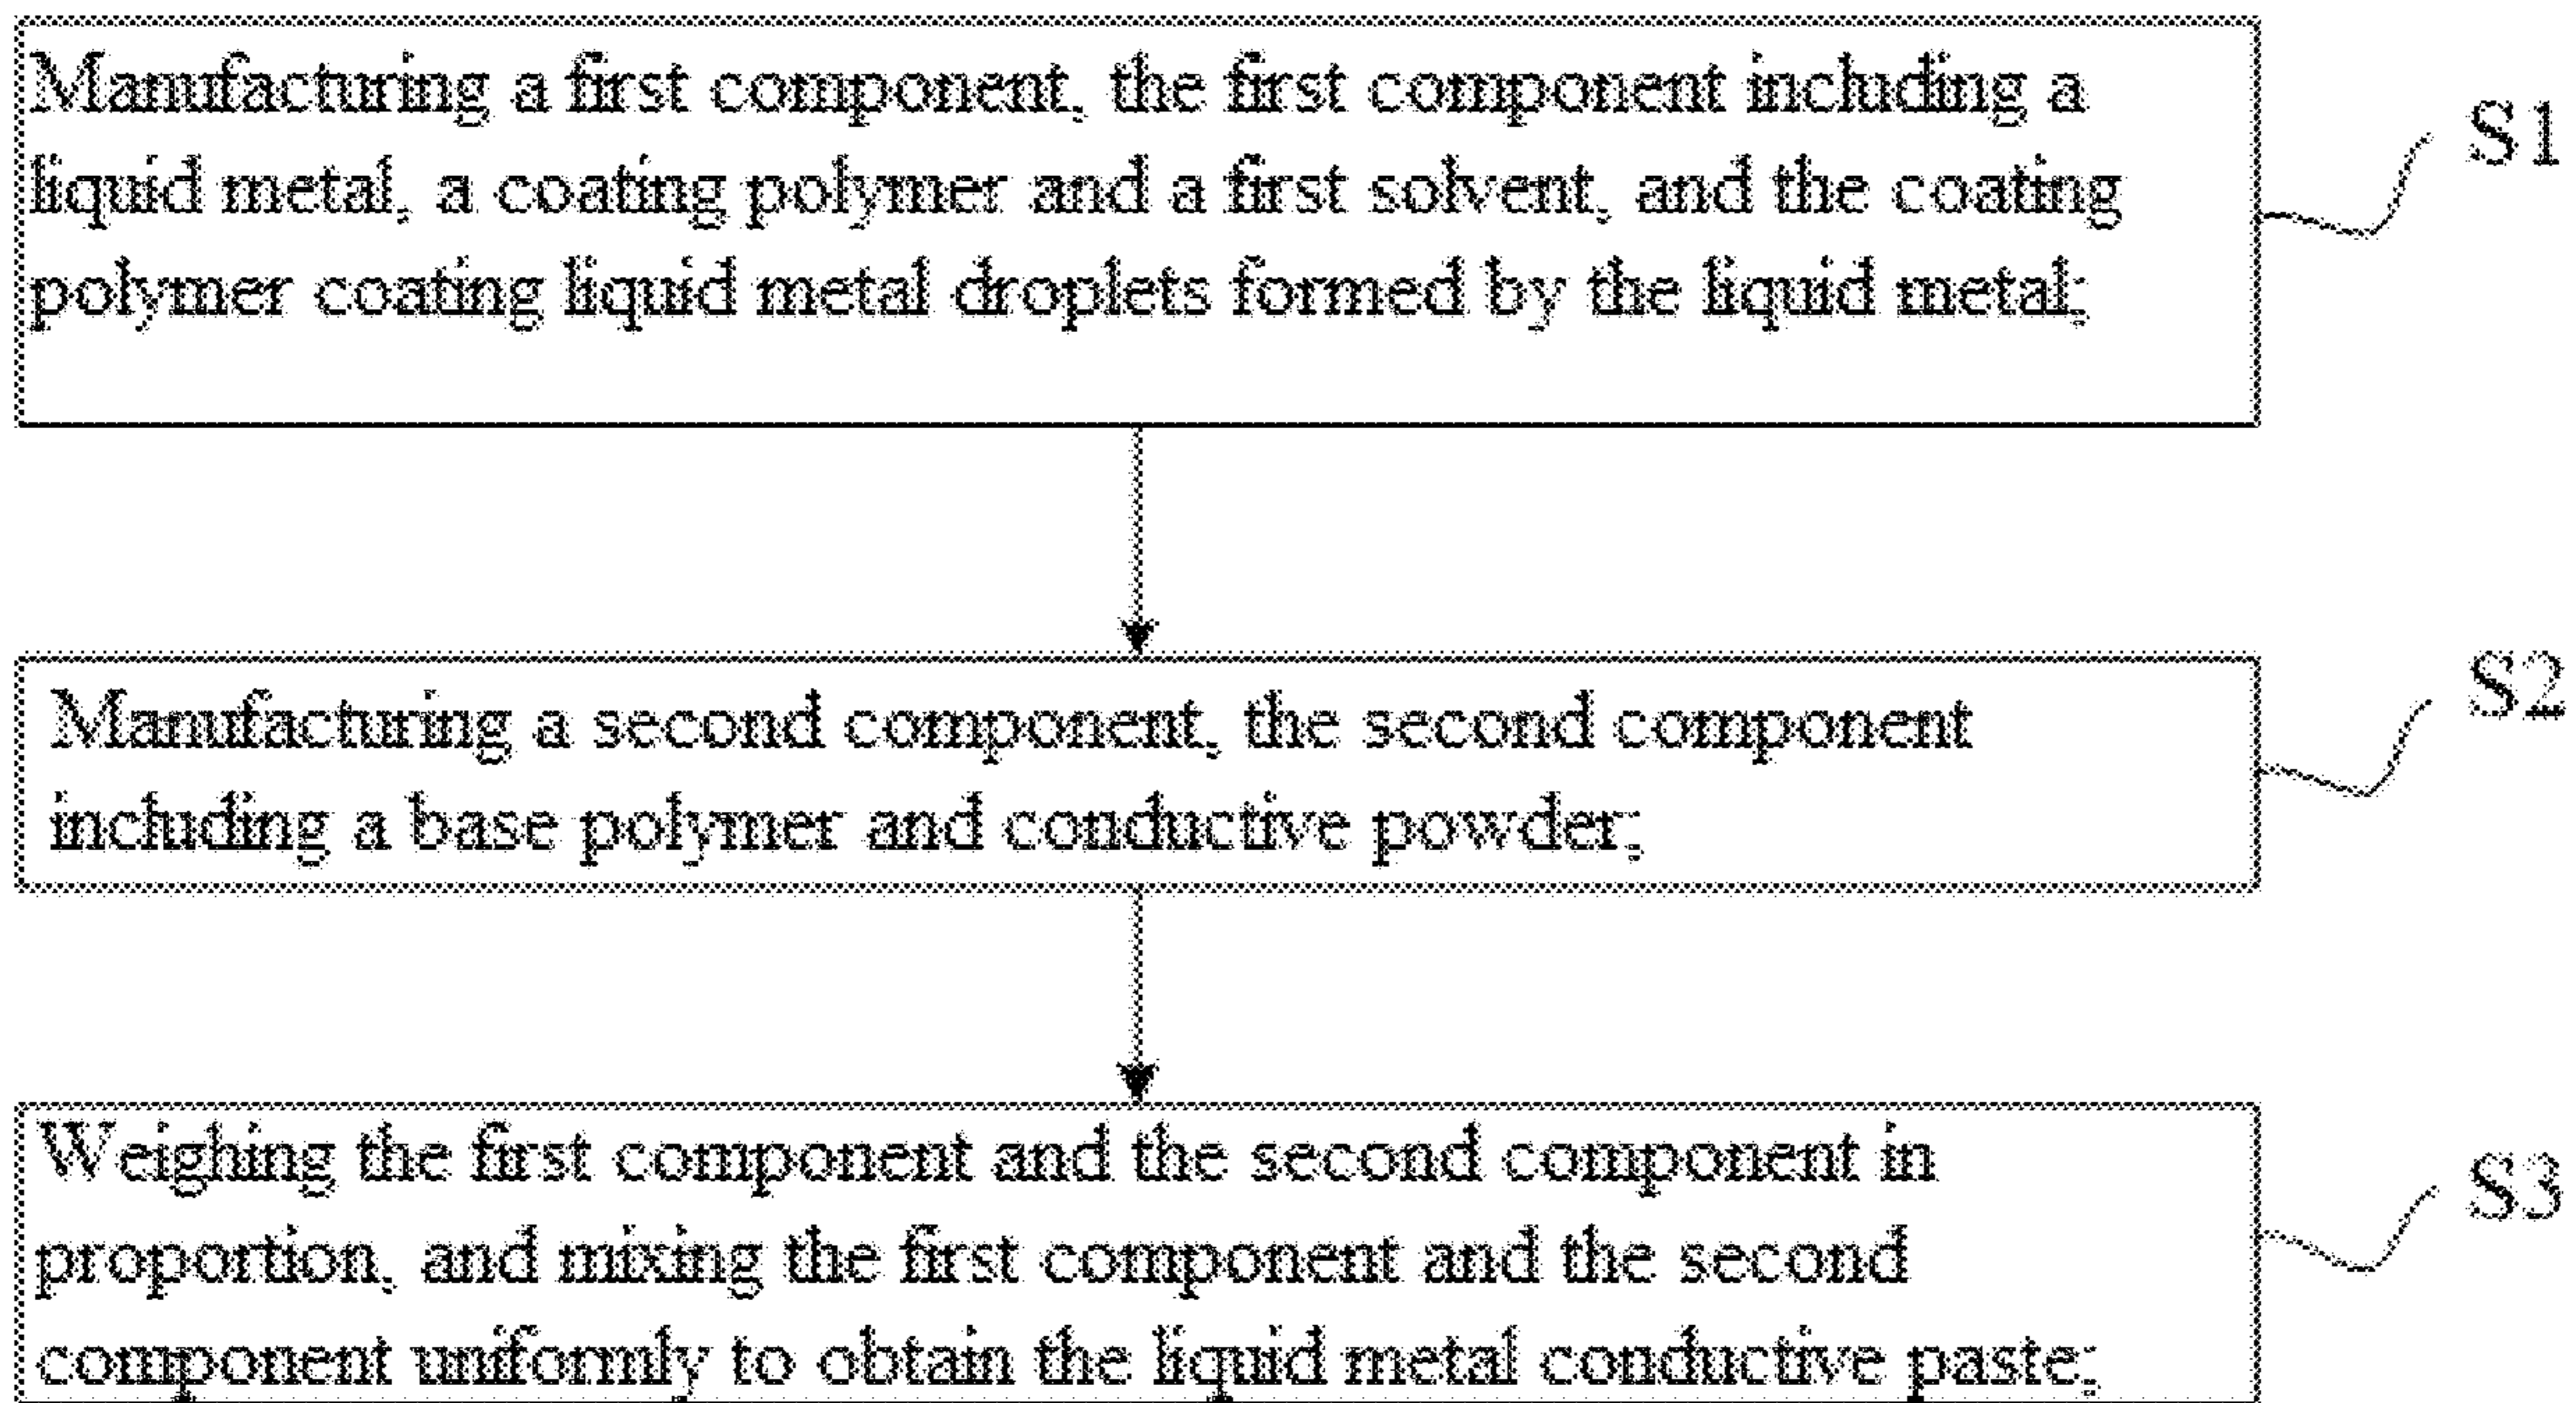 Manufacturing a first component, the first component including a
liquid metal, a coating polymer and a first solvent, and the coating
polymer coating liquid metal droplets formed by the liquid metal;
S1
Manufacturing a second component, the second component
including a base polymer and conductive powder;
S2
Weighing the first component and the second component in
proportion, and mixing the first component and the second
component uniformly to obtain the liquid metal conductive paste;
S3